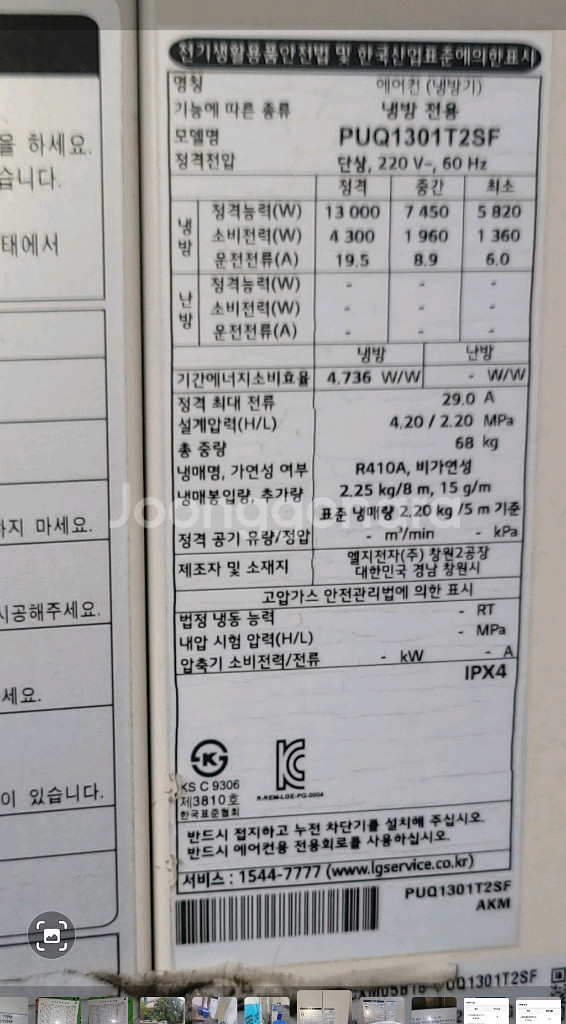 을 하세요.
습니다.
태에서
하지 마세요.
시공해주세요.
세요.
이 있습니다.
전기생활용품안전법 및 한국산업표준에의한표시
명칭 에어컨 (냉방기)
기능에 따른 종류 냉방 전용
모델명 PUQ1301T2SF
정격전압 단상, 220 V~, 60 Hz
정격 중간 최소
냉방 정격능력(W) 13 000 7 450 5 820
소비전력(W) 4 300 1 960 1 360
운전전류(A) 19.5 8.9 6.0
난방 정격능력(W) - - -
소비전력(W) - - -
운전전류(A) - - -
냉방 난방
기간에너지소비효율 4.736 W/W - W/W
정격 최대 전류 29.0 A
설계압력(H/L) 4.20 / 2.20 MPa
총 중량 68 kg
냉매명, 가연성 여부 R410A, 비가연성
냉매봉입량, 추가량 2.25 kg/8 m, 15 g/m
표준 냉매량 2.20 kg /5 m 기준
정격 공기 유량/정압 - m³/min - kPa
제조자 및 소재지 엘지전자(주) 창원2공장
대한민국 경남 창원시
고압가스 안전관리법에 의한 표시
법정 냉동 능력 - RT
내압 시험 압력(H/L) - MPa
압축기 소비전력/전류 - kW - A
IPX4
KS C 9306
제3810호
한국표준협회
R-REM-LGE-PQ-0004
반드시 접지하고 누전 차단기를 설치해 주십시오.
반드시 에어컨용 전용회로를 사용하십시오.
서비스 : 1544-7777 (www.lgservice.co.kr)
PUQ1301T2SF
AKM
UQ1301T2SF
Joonggonara